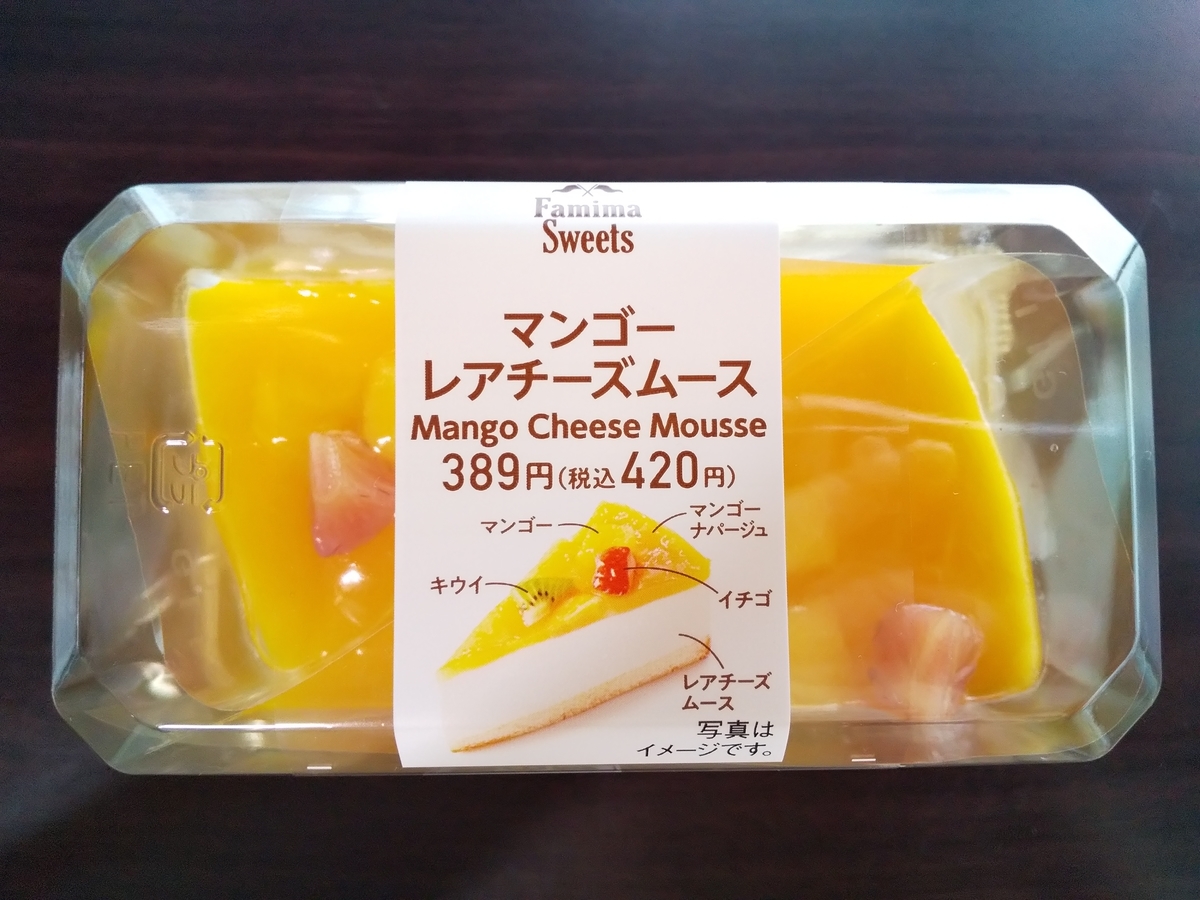 Famima
Sweets
マンゴー
レアチーズムース
Mango Cheese Mousse
389円(税込420円)
マンゴー
マンゴー
ナパージュ
キウイ
イチゴ
レアチーズ
ムース
写真は
イメージです。